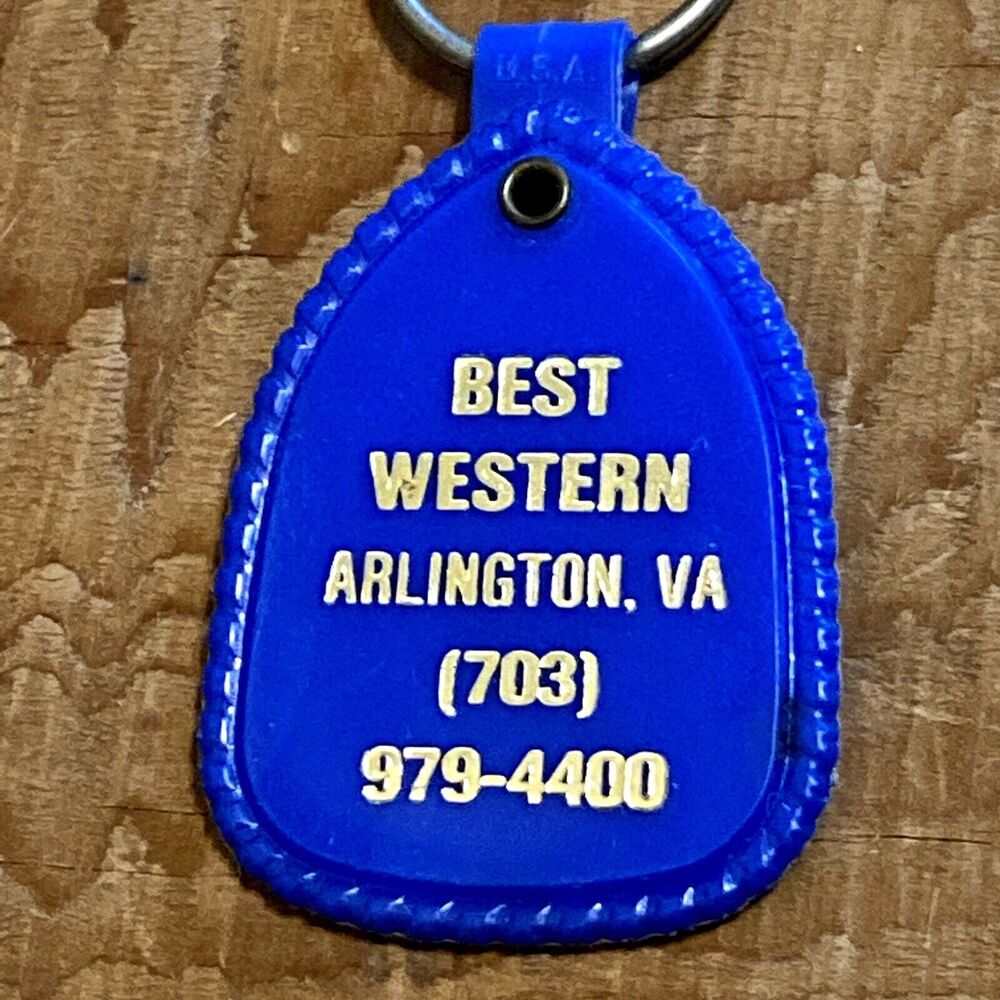 U.S.A.
BEST
WESTERN
ARLINGTON, VA
(703)
979-4400